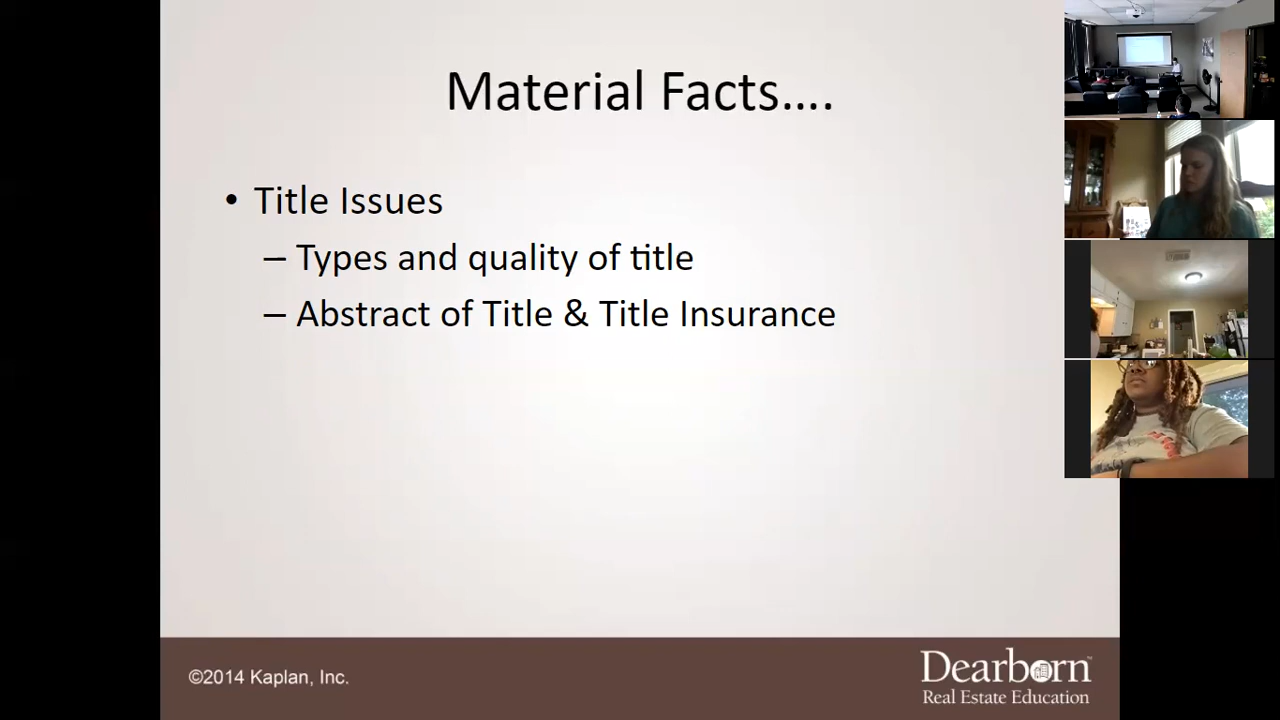 Material Facts....
• Title Issues
– Types and quality of title
– Abstract of Title & Title Insurance
©2014 Kaplan, Inc.
Dearborn™
Real Estate Education